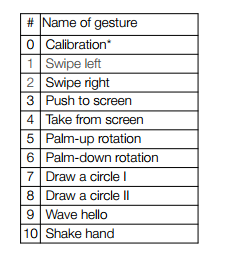 # Name of gesture
0 Calibration*
1 Swipe left
2 Swipe right
3 Push to screen
4 Take from screen
5 Palm-up rotation
6 Palm-down rotation
7 Draw a circle I
8 Draw a circle II
9 Wave hello
10 Shake hand